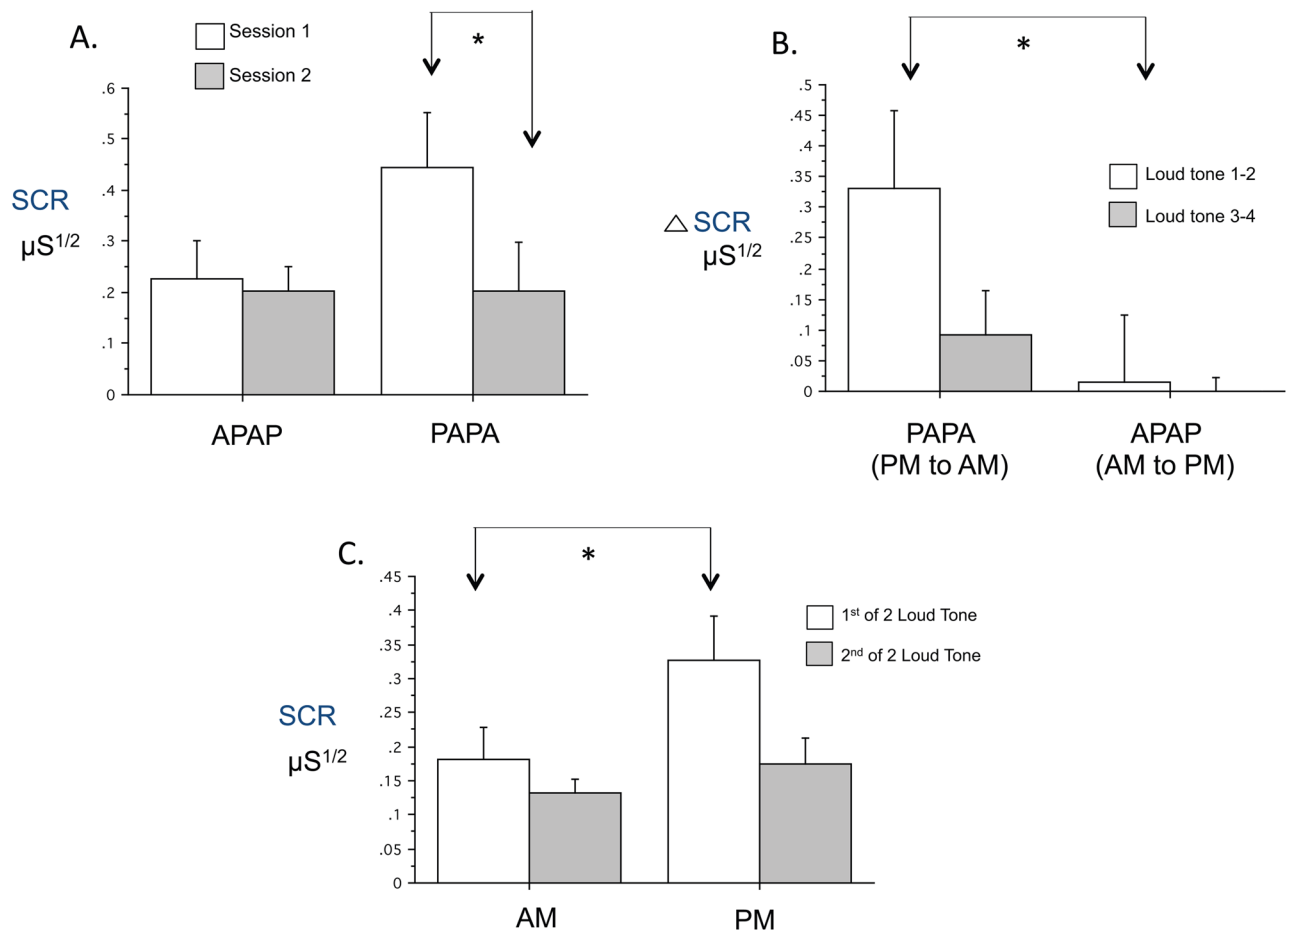 A.
Session 1
Session 2
*
.6
.5
.4
.3
.2
.1
0
SCR
µS1/2
APAP
PAPA
B.
*
.5
.45
.4
.35
.3
.25
.2
.15
.1
.05
0
△ SCR
µS1/2
Loud tone 1-2
Loud tone 3-4
PAPA
(PM to AM)
APAP
(AM to PM)
C.
*
.45
.4
.35
.3
.25
.2
.15
.1
.05
0
SCR
µS1/2
1st of 2 Loud Tone
2nd of 2 Loud Tone
AM
PM